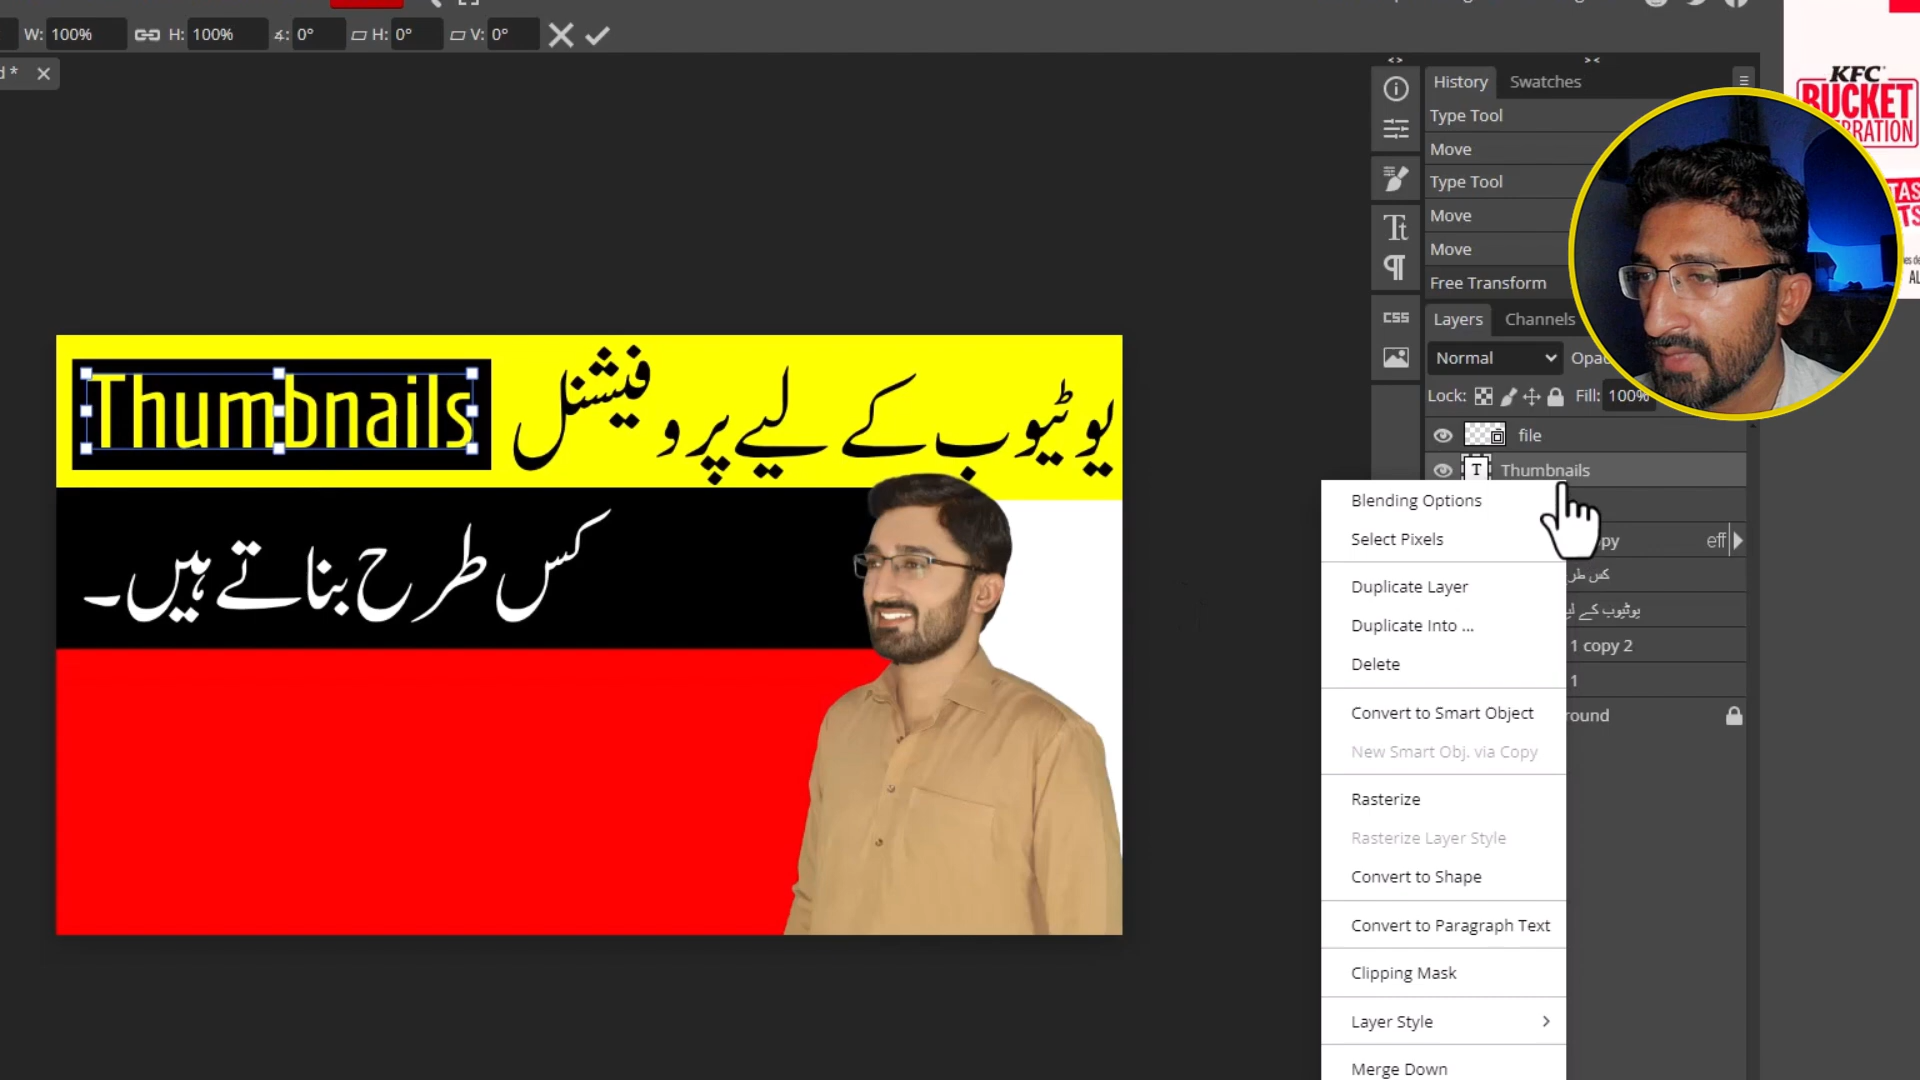 W: 100% H: 100% 0° H: 0° V: 0°
d *
History Swatches
Type Tool
Move
Type Tool
Move
Move
Free Transform
Layers Channels
Normal
Lock: Fill: 100%
file
Thumbnails
eff
کس طر
یوٹیوب کے لیے
1 copy 2
1
CSS
Blending Options
Select Pixels
Duplicate Layer
Duplicate Into ...
Delete
Convert to Smart Object
New Smart Obj. via Copy
Rasterize
Rasterize Layer Style
Convert to Shape
Convert to Paragraph Text
Clipping Mask
Layer Style
Merge Down
یوٹیوب کے لیے پروفیشنل Thumbnails
کس طرح بناتے ہیں۔
KFC
BUCKET